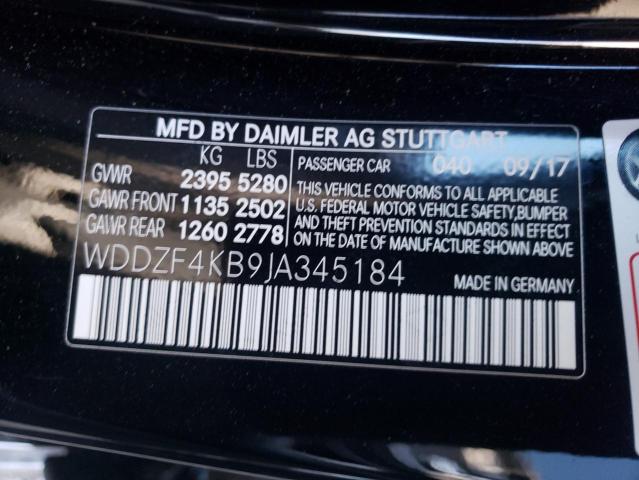 MFD BY DAIMLER AG STUTTGART
KG LBS
GWR 2395 5280
GAWR FRONT 1135 2502
GAWR REAR 1260 2778
PASSENGER CAR 040 09/17
THIS VEHICLE CONFORMS TO ALL APPLICABLE
U.S. FEDERAL MOTOR VEHICLE SAFETY,BUMPER
AND THEFT PREVENTION STANDARDS IN EFFECT
ON THE DATE OF MANUFACTURE SHOWN ABOVE
WDDZF4KB9JA345184
MADE IN GERMANY